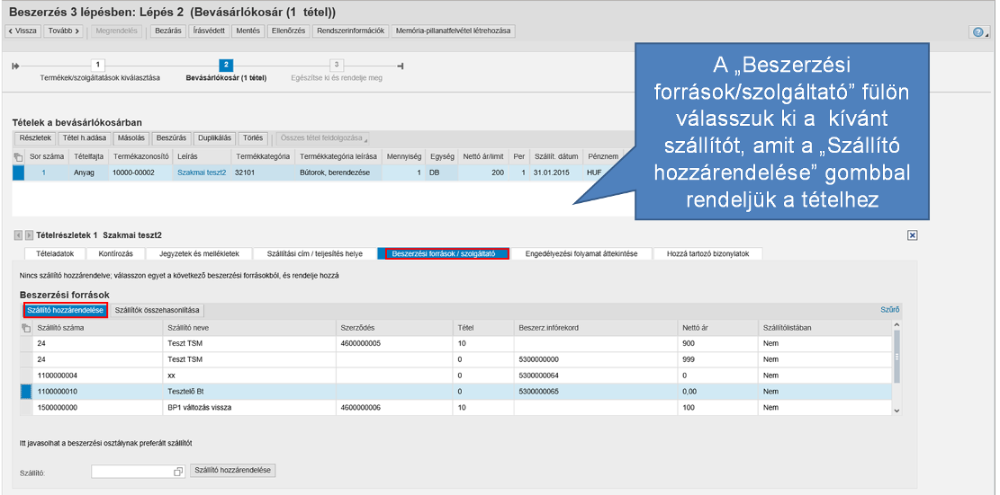 Beszerzés 3 lépésben: Lépés 2 (Bevásárlókosár (1 tétel))
Vissza Tovább Megrendelés Bezárás Írásvédett Mentés Ellenőrzés Rendszerinformációk Memória-pillanatfelvétel létrehozása
1 2 3
Termékek/szolgáltatások kiválasztása Bevásárlókosár (1 tétel) Egészítse ki és rendelje meg
A „Beszerzési
források/szolgáltató” fülön
válasszuk ki a kívánt
szállítót, amit a „Szállító
hozzárendelése” gombbal
rendeljük a tételhez
Tételek a bevásárlókosárban
Részletek Tétel h.adása Másolás Beszúrás Duplikálás Törlés Összes tétel feldolgozása
Sor száma Tételfajta Termékazonosító Leírás Termékkategória Termékkategória leírása Mennyiség Egység Nettó ár/limit Per Szállít. dátum Pénznem
1 Anyag 10000-00002 Szakmai teszt2 32101 Bútorok, berendezése 1 DB 200 1 31.01.2015 HUF
Tételrészletek 1 Szakmai teszt2
Tételadatok Kontírozás Jegyzetek és mellékletek Szállítási cím / teljesítés helye Beszerzési források / szolgáltató Engedélyezési folyamat áttekintése Hozzá tartozó bizonylatok
Nincs szállító hozzárendelve; válasszon egyet a következő beszerzési forrásokból, és rendelje hozzá
Beszerzési források
Szállító hozzárendelése Szállítók összehasonlítása Szűrő
Szállító száma Szállító neve Szerződés Tétel Beszerz.infórekord Nettó ár Szállítólistában
24 Teszt TSM 4600000005 10 900 Nem
24 Teszt TSM 0 5300000000 999 Nem
1100000004 xx 0 5300000064 0 Nem
1100000010 Tesztelő Bt 0 5300000065 0,00 Nem
1500000000 BP1 változás vissza 4600000006 10 100 Nem
Itt javasolhat a beszerzési osztálynak preferált szállítót
Szállító: Szállító hozzárendelése